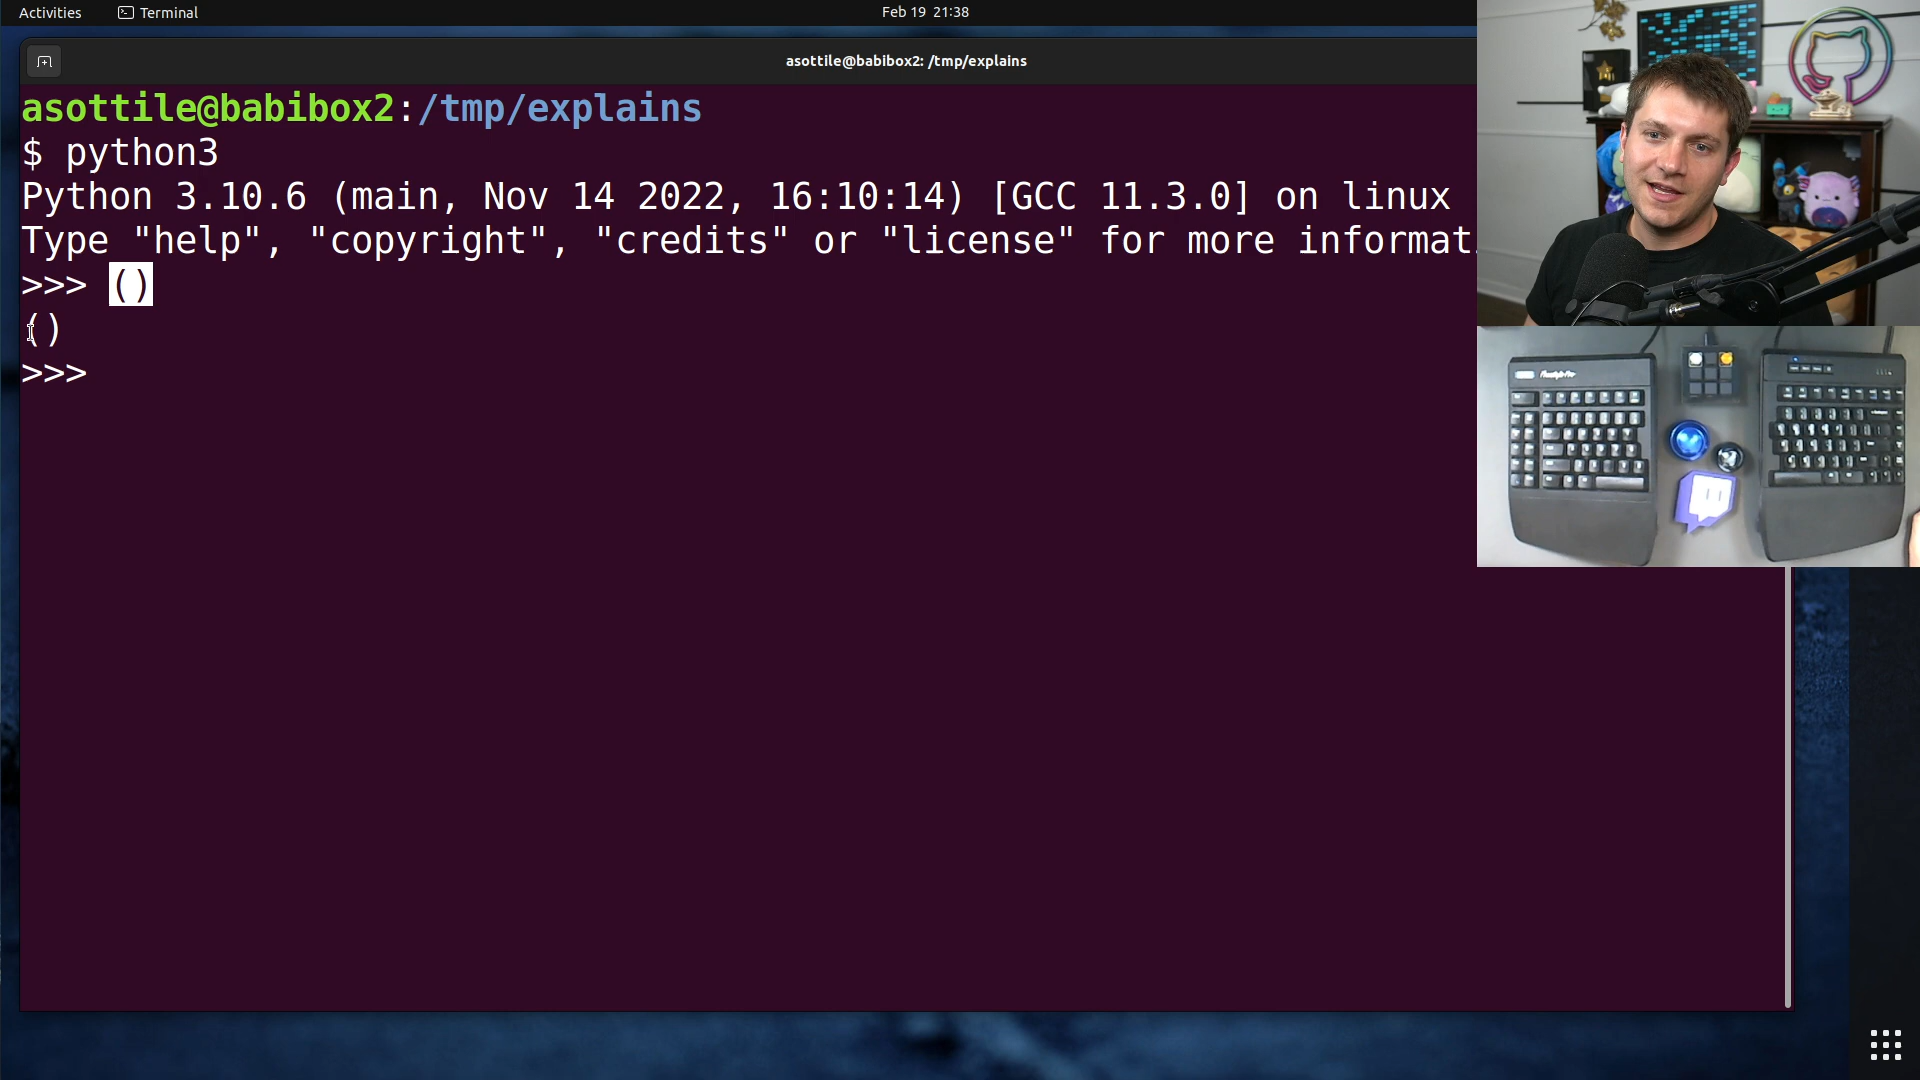 Activities
Terminal
Feb 19 21:38
asottile@babibox2: /tmp/explains
asottile@babibox2:/tmp/explains
$ python3
Python 3.10.6 (main, Nov 14 2022, 16:10:14) [GCC 11.3.0] on linux
Type "help", "copyright", "credits" or "license" for more informat
>>> ()
()
>>>